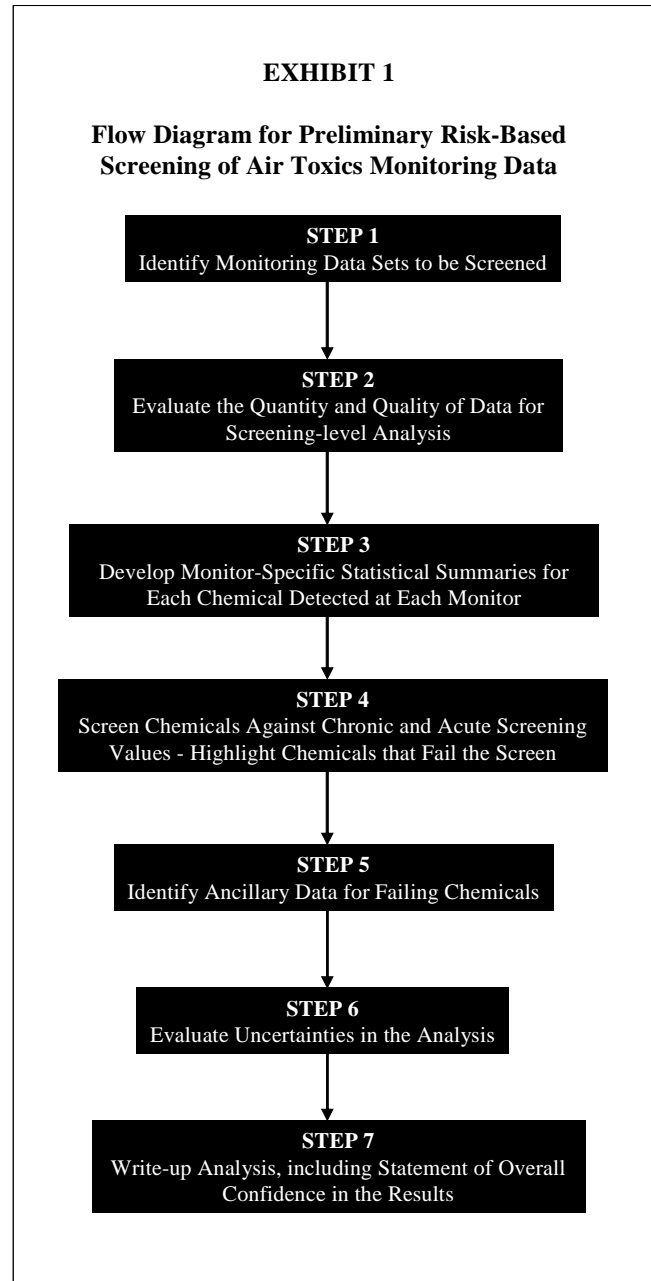 EXHIBIT 1
Flow Diagram for Preliminary Risk-Based
Screening of Air Toxics Monitoring Data
STEP 1
Identify Monitoring Data Sets to be Screened
STEP 2
Evaluate the Quantity and Quality of Data for
Screening-level Analysis
STEP 3
Develop Monitor-Specific Statistical Summaries for
Each Chemical Detected at Each Monitor
STEP 4
Screen Chemicals Against Chronic and Acute Screening
Values - Highlight Chemicals that Fail the Screen
STEP 5
Identify Ancillary Data for Failing Chemicals
STEP 6
Evaluate Uncertainties in the Analysis
STEP 7
Write-up Analysis, including Statement of Overall
Confidence in the Results